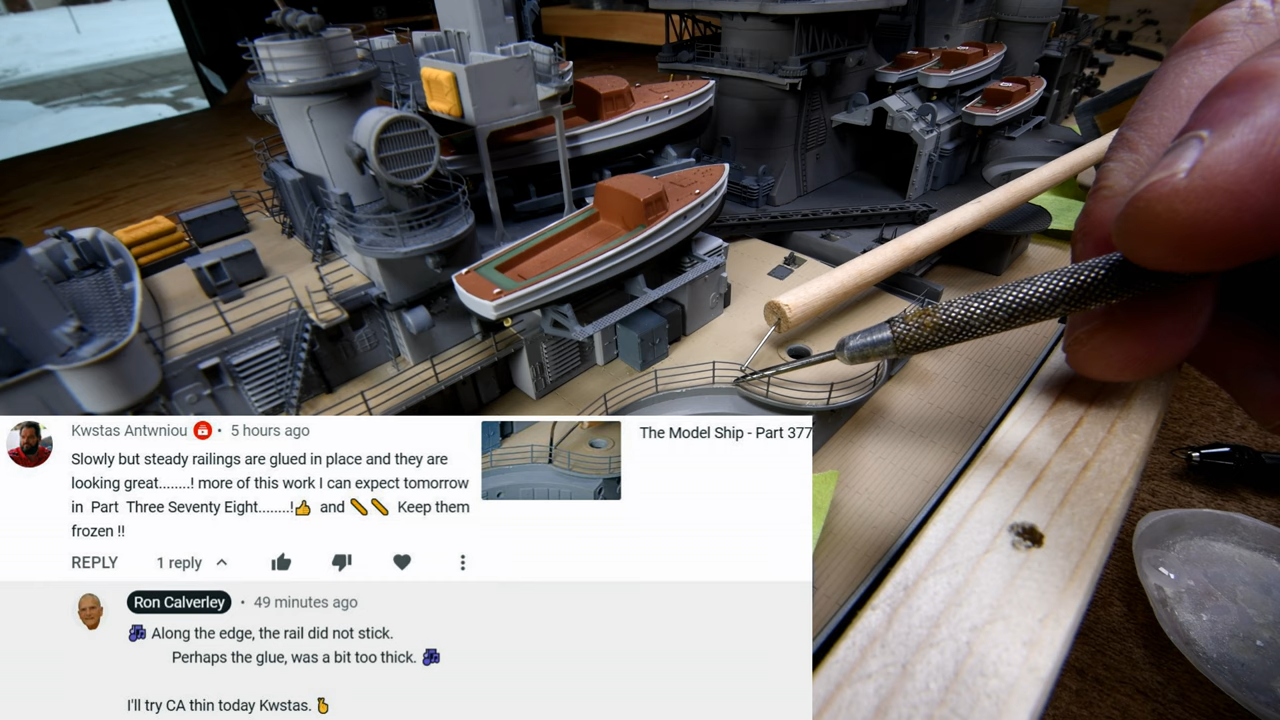 Kwstas Antwniou • 5 hours ago
Slowly but steady railings are glued in place and they are
looking great........! more of this work I can expect tomorrow
in Part Three Seventy Eight........!👍 and 📏📏 Keep them
frozen !!
REPLY 1 reply
The Model Ship - Part 377
Ron Calverley • 49 minutes ago
🎶 Along the edge, the rail did not stick.
Perhaps the glue, was a bit too thick. 🎶
I'll try CA thin today Kwstas. 🫰